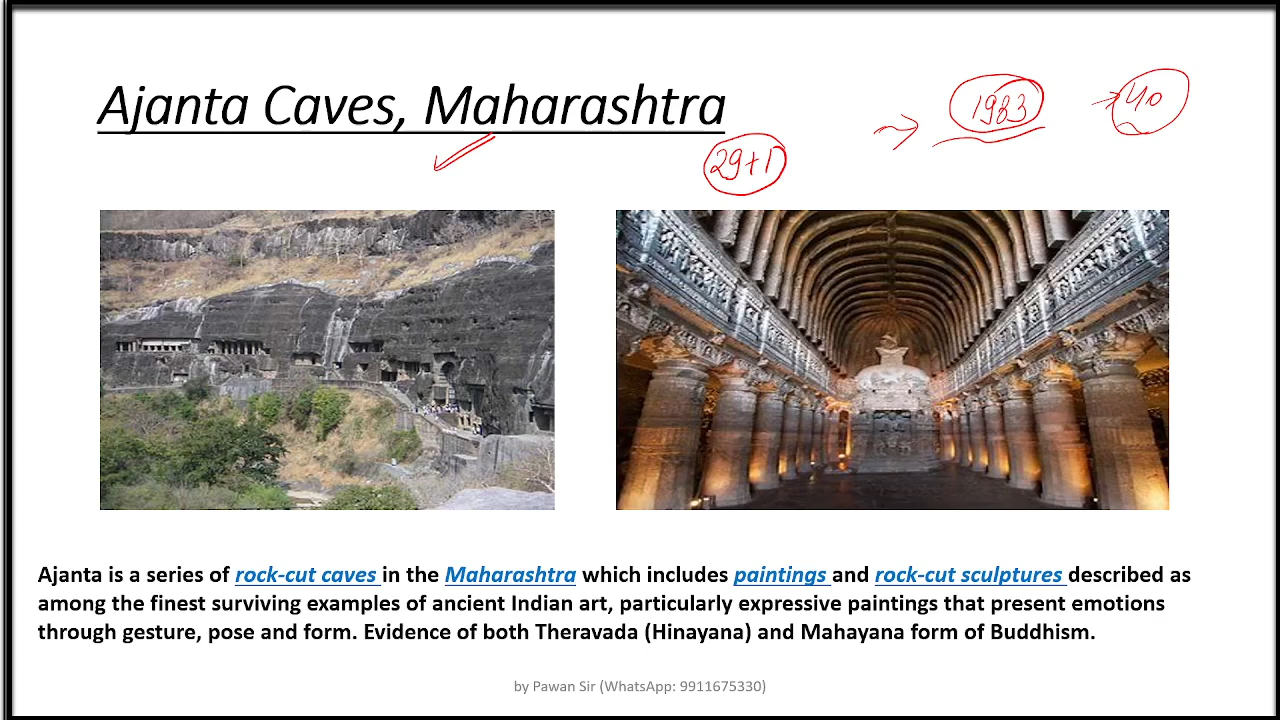 Ajanta Caves, Maharashtra
1983
40
29+1
Ajanta is a series of rock-cut caves in the Maharashtra which includes paintings and rock-cut sculptures described as
among the finest surviving examples of ancient Indian art, particularly expressive paintings that present emotions
through gesture, pose and form. Evidence of both Theravada (Hinayana) and Mahayana form of Buddhism.
by Pawan Sir (WhatsApp: 9911675330)